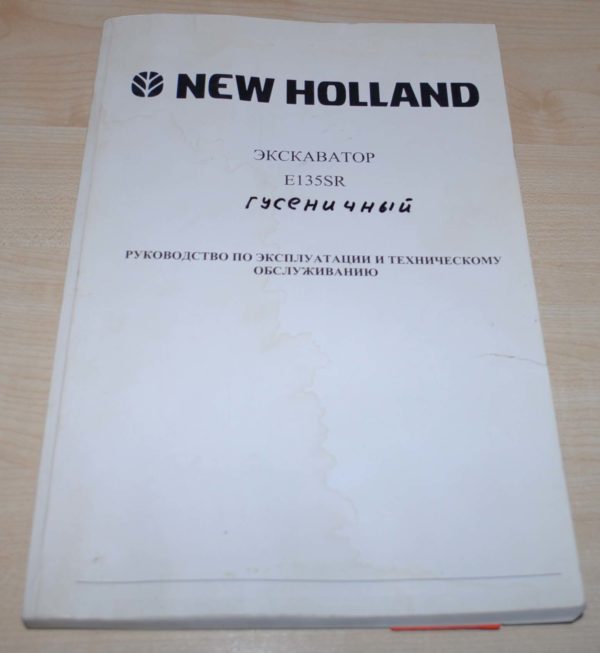 NEW HOLLAND
ЭКСКАВАТОР
E135SR
гусеничный
РУКОВОДСТВО ПО ЭКСПЛУАТАЦИИ И ТЕХНИЧЕСКОМУ
ОБСЛУЖИВАНИЮ